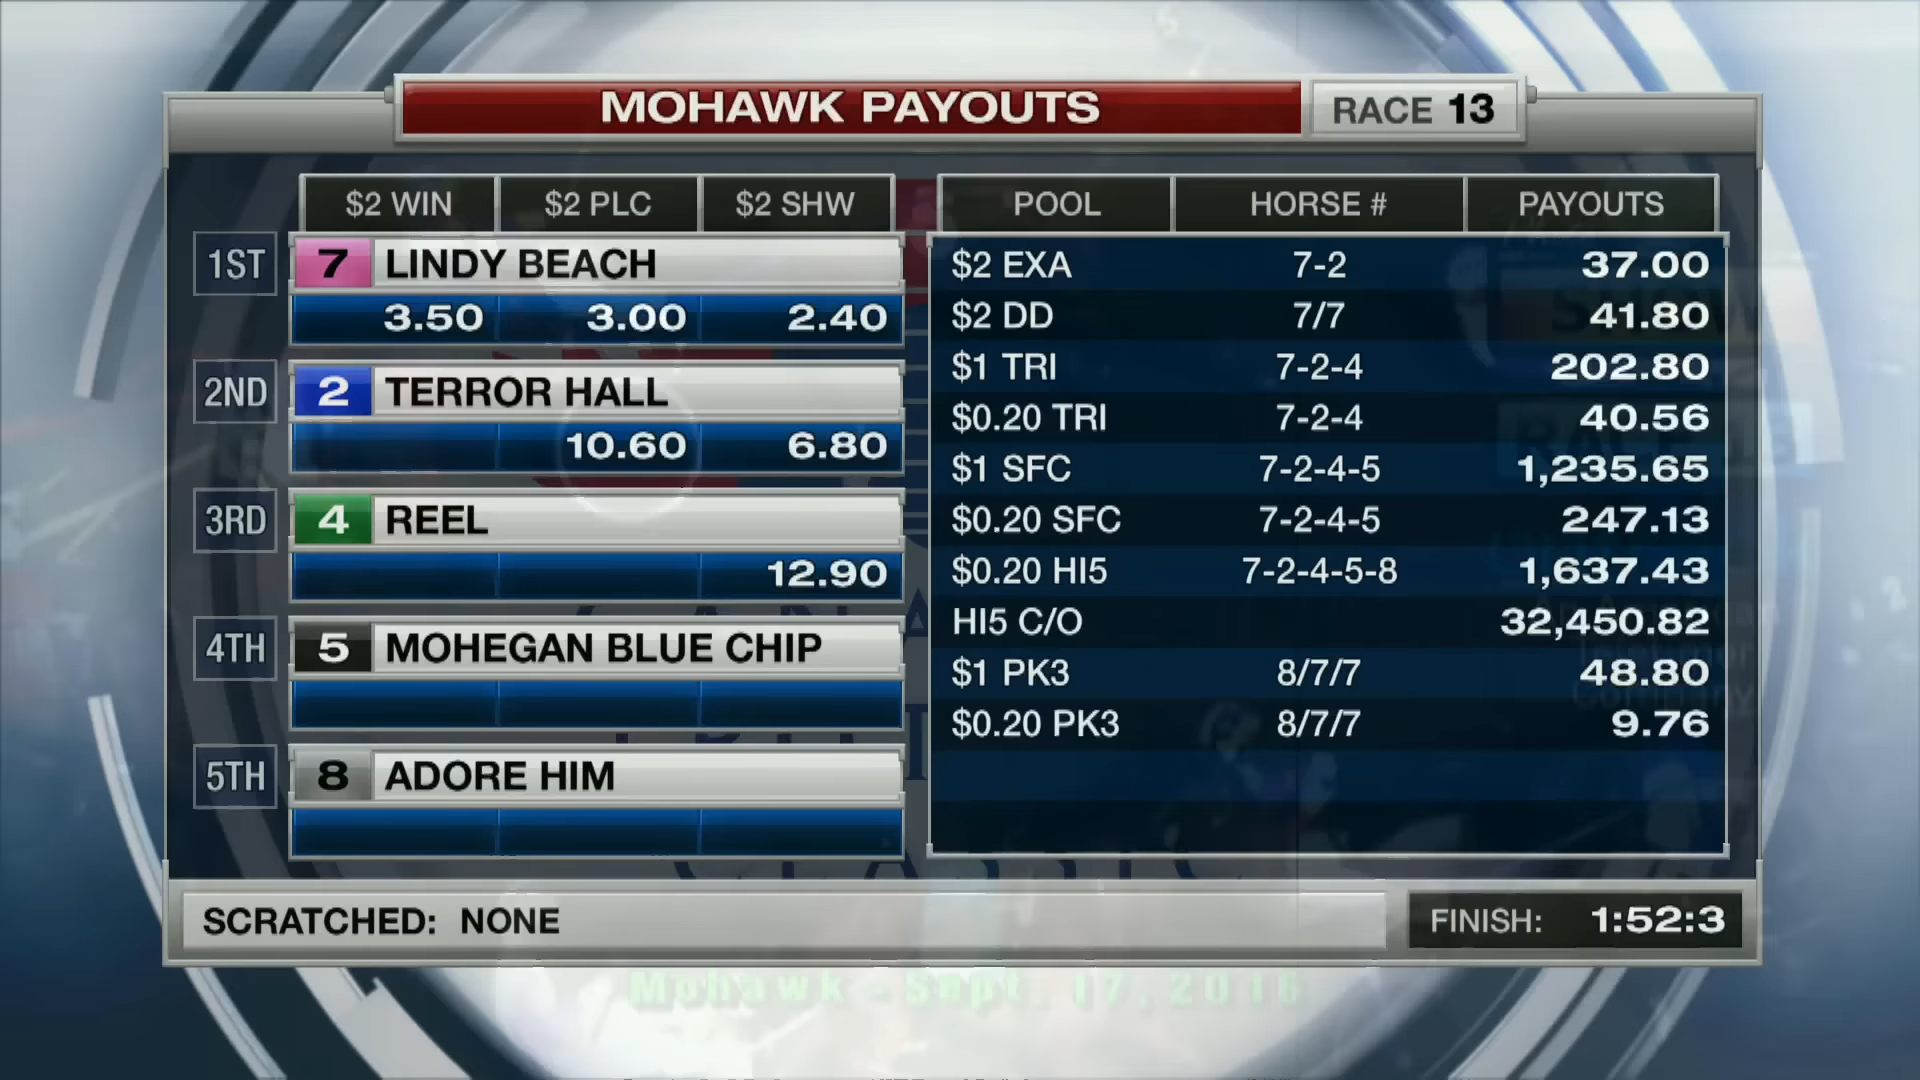 MOHAWK PAYOUTS RACE 13
$2 WIN $2 PLC $2 SHW
1ST 7 LINDY BEACH
3.50 3.00 2.40
2ND 2 TERROR HALL
10.60 6.80
3RD 4 REEL
12.90
4TH 5 MOHEGAN BLUE CHIP
5TH 8 ADORE HIM
POOL HORSE # PAYOUTS
$2 EXA 7-2 37.00
$2 DD 7/7 41.80
$1 TRI 7-2-4 202.80
$0.20 TRI 7-2-4 40.56
$1 SFC 7-2-4-5 1,235.65
$0.20 SFC 7-2-4-5 247.13
$0.20 HI5 7-2-4-5-8 1,637.43
HI5 C/O 32,450.82
$1 PK3 8/7/7 48.80
$0.20 PK3 8/7/7 9.76
SCRATCHED: NONE
FINISH: 1:52:3
Mohawk - Sept. 17, 2016